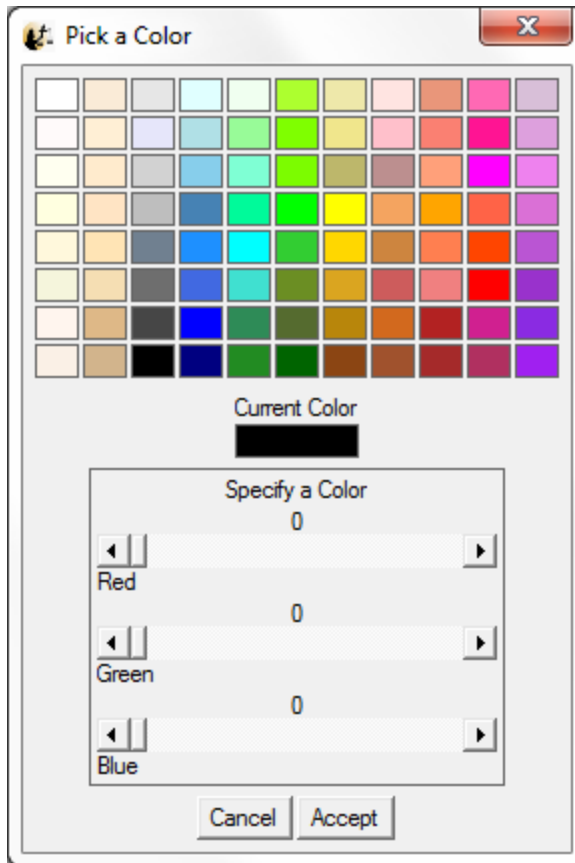 Pick a Color
Current Color
Specify a Color
0
Red
0
Green
0
Blue
Cancel Accept